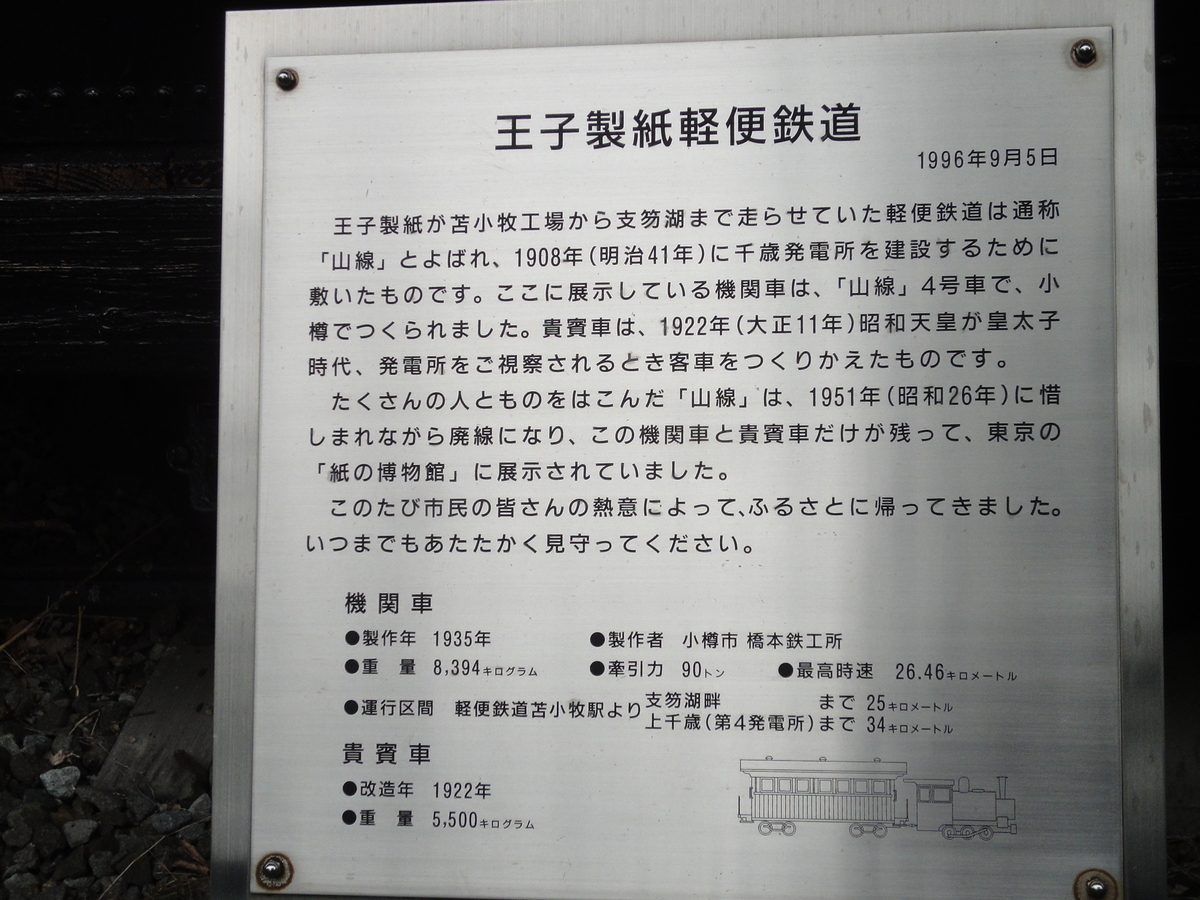 王子製紙軽便鉄道
1996年9月5日
王子製紙が苫小牧工場から支笏湖まで走らせていた軽便鉄道は通称
「山線」とよばれ、1908年(明治41年)に千歳発電所を建設するために
敷いたものです。ここに展示している機関車は、「山線」4号車で、小
樽でつくられました。貴賓車は、1922年(大正11年)昭和天皇が皇太子
時代、発電所をご視察されるとき客車をつくりかえたものです。
たくさんの人とものをはこんだ「山線」は、1951年(昭和26年)に惜
しまれながら廃線になり、この機関車と貴賓車だけが残って、東京の
「紙の博物館」に展示されていました。
このたび市民の皆さんの熱意によって、ふるさとに帰ってきました。
いつまでもあたたかく見守ってください。
機関車
●製作年 1935年 ●製作者 小樽市 橋本鉄工所
●重量 8,394キログラム ●牽引力 90トン ●最高時速 26.46キロメートル
●運行区間 軽便鉄道苫小牧駅より 支笏湖畔 まで 25キロメートル
上千歳(第4発電所)まで 34キロメートル
貴賓車
●改造年 1922年
●重量 5,500キログラム